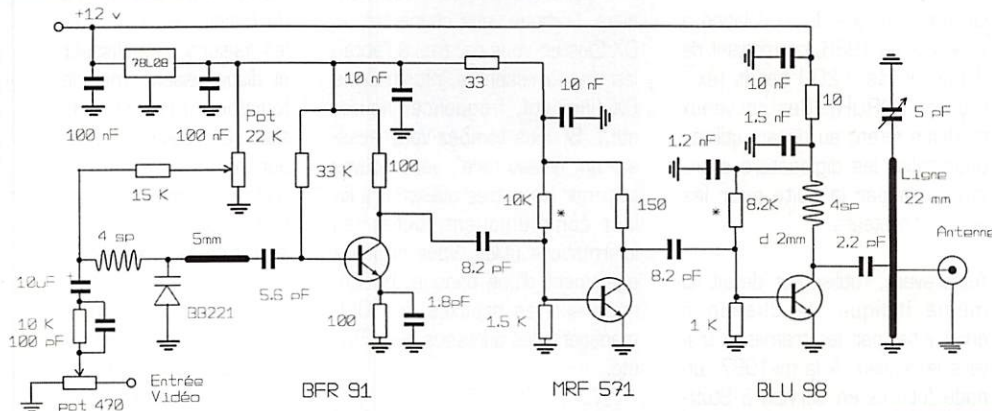 +12 v
78L08
100 nF
100 nF
Pot
22 K
15 K
10 nF
33 K
33
100
10 nF
10K
*
150
1.2 nF
10 nF
1.5 nF
10
8.2K
*
4sp
d 2mm
2.2 pF
5 pF
Ligne
22 mm
Antenne
4 sp
5mm
5.6 pF
BB221
10uF
10 K
100 pF
pot 470
Entrée
Vidéo
100
1.8pF
8.2 pF
1.5 K
8.2 pF
1 K
BFR 91
MRF 571
BLU 98